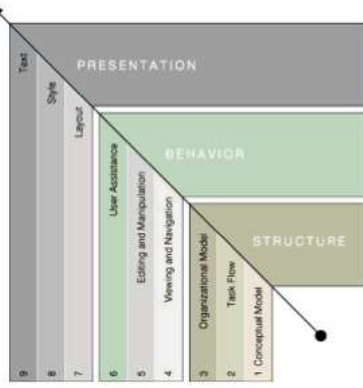 PRESENTATION
BEHAVIOR
STRUCTURE
9 Text
8 Style
7 Layout
6 User Assistance
5 Editing and Manipulation
4 Viewing and Navigation
3 Organizational Model
2 Task Flow
1 Conceptual Model